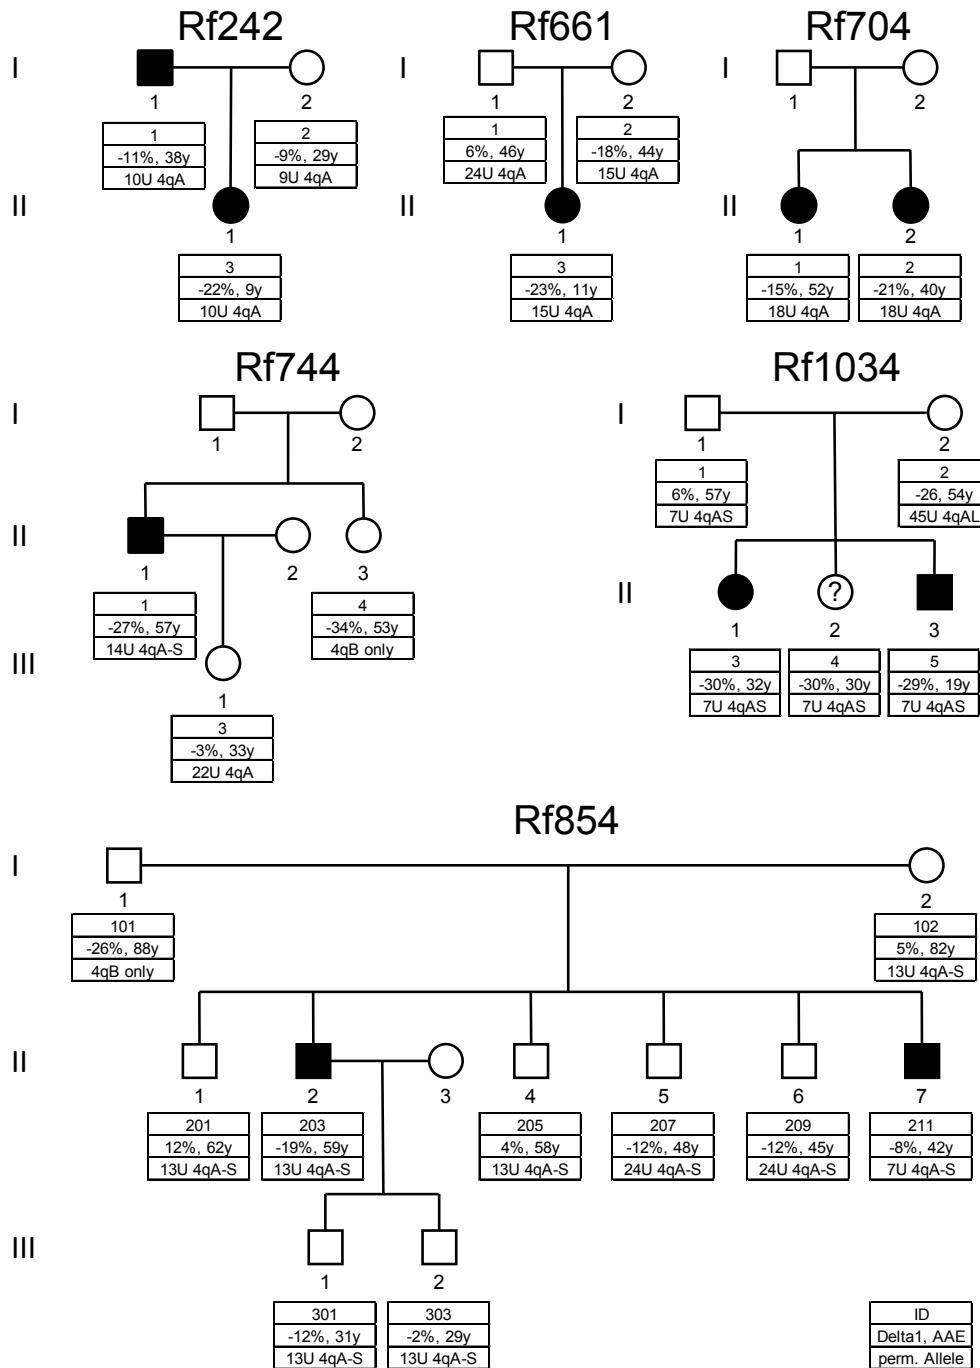 Rf242 Rf661 Rf704
I I I
1 2 1 2 1 2
1 2 1 2
-11%, 38y -9%, 29y 6%, 46y -18%, 44y
10U 4qA 9U 4qA 24U 4qA 15U 4qA
II II II
1 1 1 2
3 3 1 2
-22%, 9y -23%, 11y -15%, 52y -21%, 40y
10U 4qA 15U 4qA 18U 4qA 18U 4qA
Rf744 Rf1034
I I
1 2 1 2
1 2
6%, 57y -26, 54y
7U 4qAS 45U 4qAL
II
1 2 3
1 4
-27%, 57y -34%, 53y
14U 4qA-S 4qB only
II ?
1 2 3
III
1
3 4 5
-30%, 32y -30%, 30y -29%, 19y
7U 4qAS 7U 4qAS 7U 4qAS
3
-3%, 33y
22U 4qA
Rf854
I
1 2
101 102
-26%, 88y 5%, 82y
4qB only 13U 4qA-S
II
1 2 3 4 5 6 7
201 203 205 207 209 211
12%, 62y -19%, 59y 4%, 58y -12%, 48y -12%, 45y -8%, 42y
13U 4qA-S 13U 4qA-S 13U 4qA-S 24U 4qA-S 24U 4qA-S 7U 4qA-S
III
1 2
301 303 ID
-12%, 31y -2%, 29y Delta1, AAE
13U 4qA-S 13U 4qA-S perm. Allele